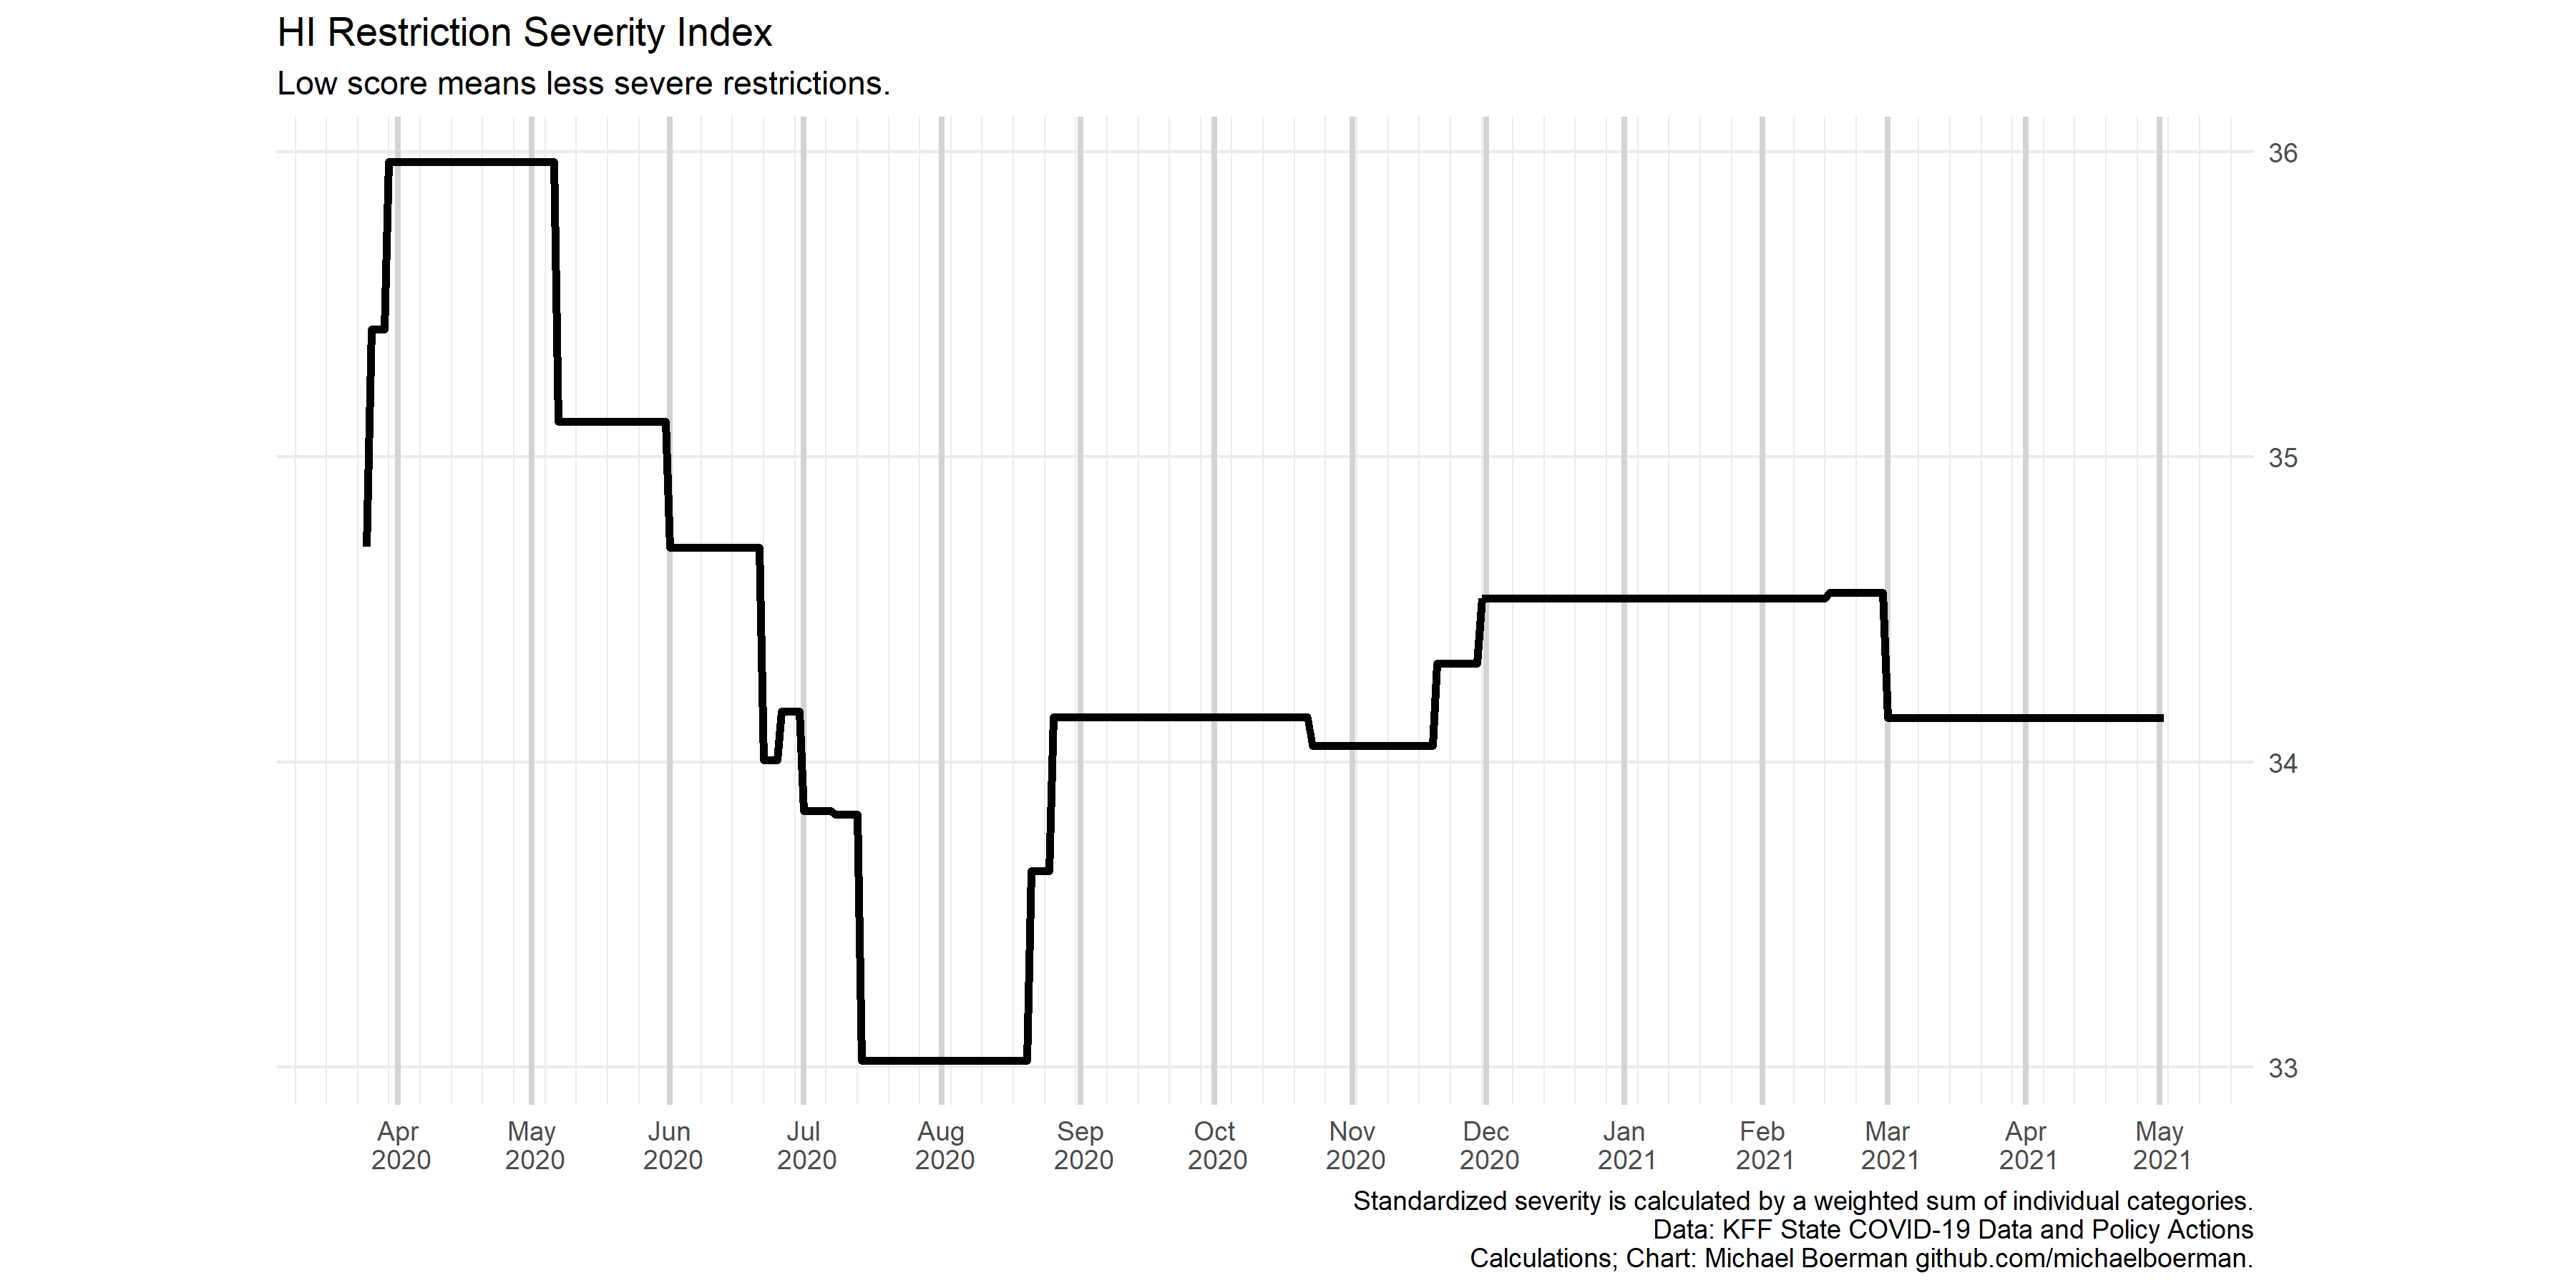 HI Restriction Severity Index
Low score means less severe restrictions.
36
35
34
33
Apr May Jun Jul Aug Sep Oct Nov Dec Jan Feb Mar Apr May
2020 2020 2020 2020 2020 2020 2020 2020 2020 2021 2021 2021 2021 2021
Standardized severity is calculated by a weighted sum of individual categories.
Data: KFF State COVID-19 Data and Policy Actions
Calculations; Chart: Michael Boerman github.com/michaelboerman.